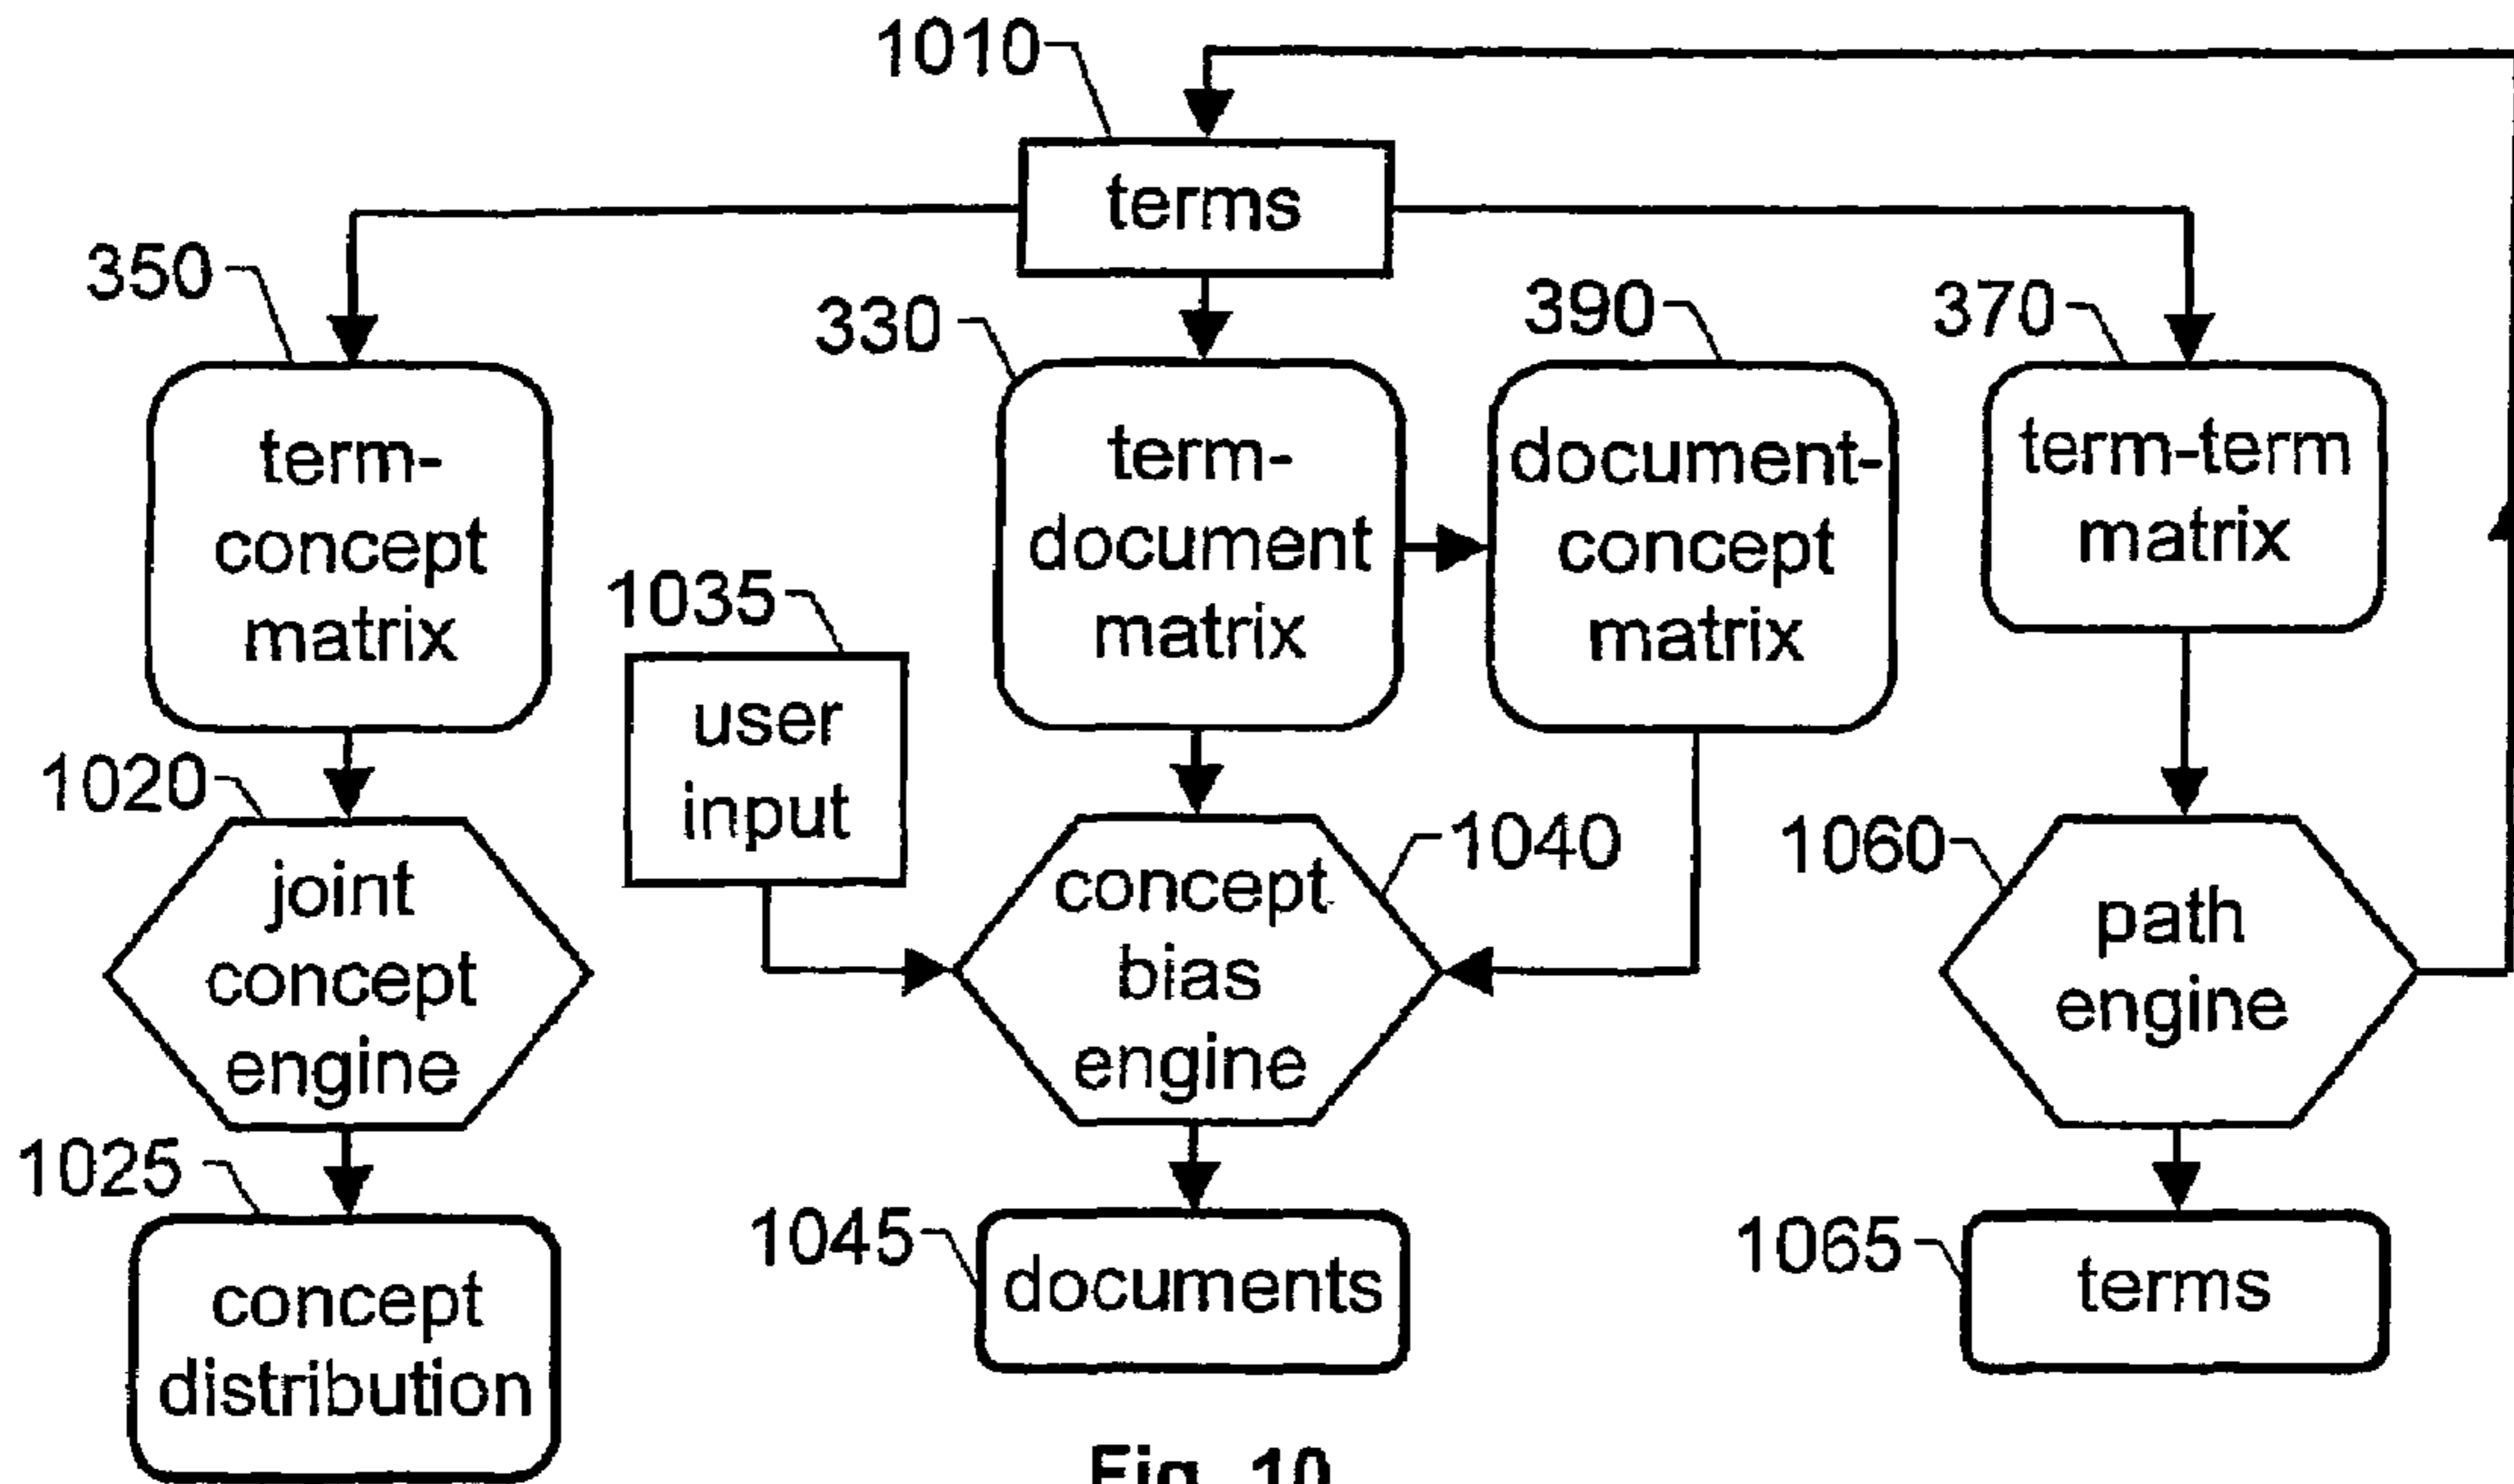 1010
terms
350
330
390
370
term-
concept
matrix
term-
document
matrix
document-
concept
matrix
term-term
matrix
1035
user
input
1020
joint
concept
engine
concept
bias
engine
1040
1060
path
engine
1025
concept
distribution
1045
documents
1065
terms
Fig. 10